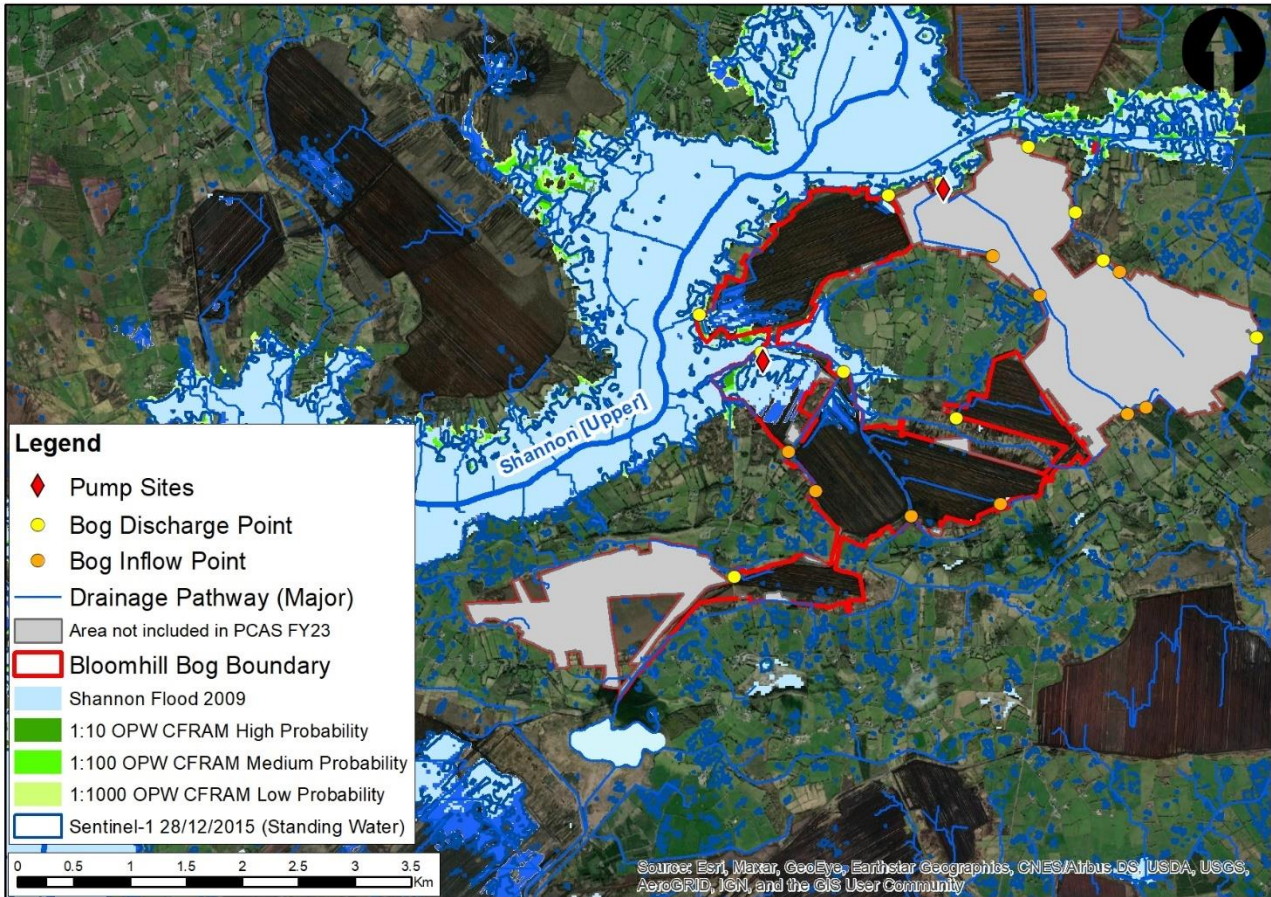 Shannon [Upper]
Legend
Pump Sites
Bog Discharge Point
Bog Inflow Point
Drainage Pathway (Major)
Area not included in PCAS FY23
Bloomhill Bog Boundary
Shannon Flood 2009
1:10 OPW CFRAM High Probability
1:100 OPW CFRAM Medium Probability
1:1000 OPW CFRAM Low Probability
Sentinel-1 28/12/2015 (Standing Water)
0 0.5 1 1.5 2 2.5 3 3.5
Km
Source: Esri, Maxar, GeoEye, Earthstar Geographics, CNES/Airbus DS, USDA, USGS,
AeroGRID, IGN, and the GIS User Community